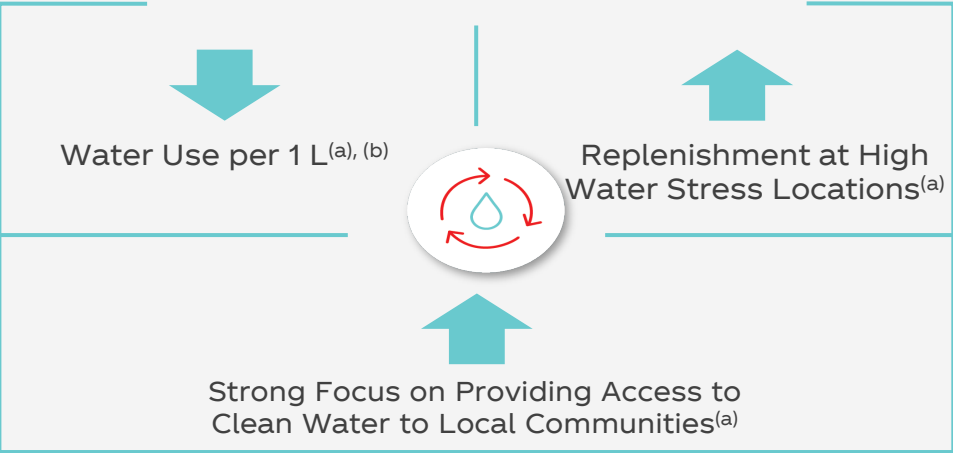 Water Use per 1 L(a), (b)
Replenishment at High
Water Stress Locations(a)
Strong Focus on Providing Access to
Clean Water to Local Communities(a)